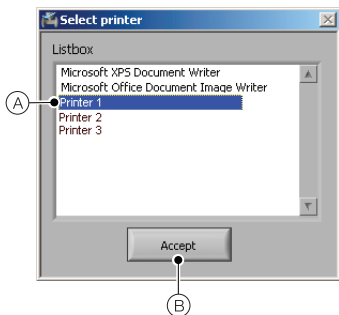 Select printer
Listbox
Microsoft XPS Document Writer
Microsoft Office Document Image Writer
A
Printer 1
Printer 2
Printer 3
Accept
B